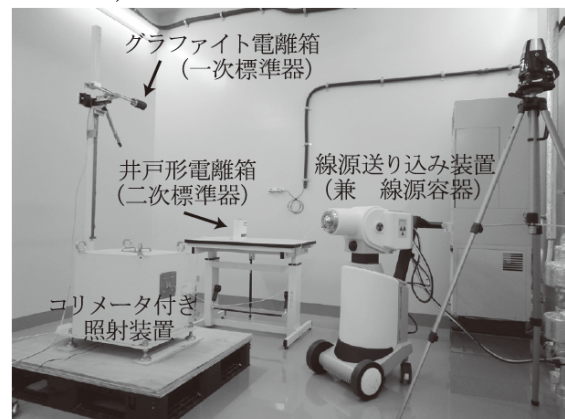 グラファイト電離箱
(一次標準器)
井戸形電離箱
(二次標準器)
線源送り込み装置
(兼　線源容器)
コリメータ付き
照射装置